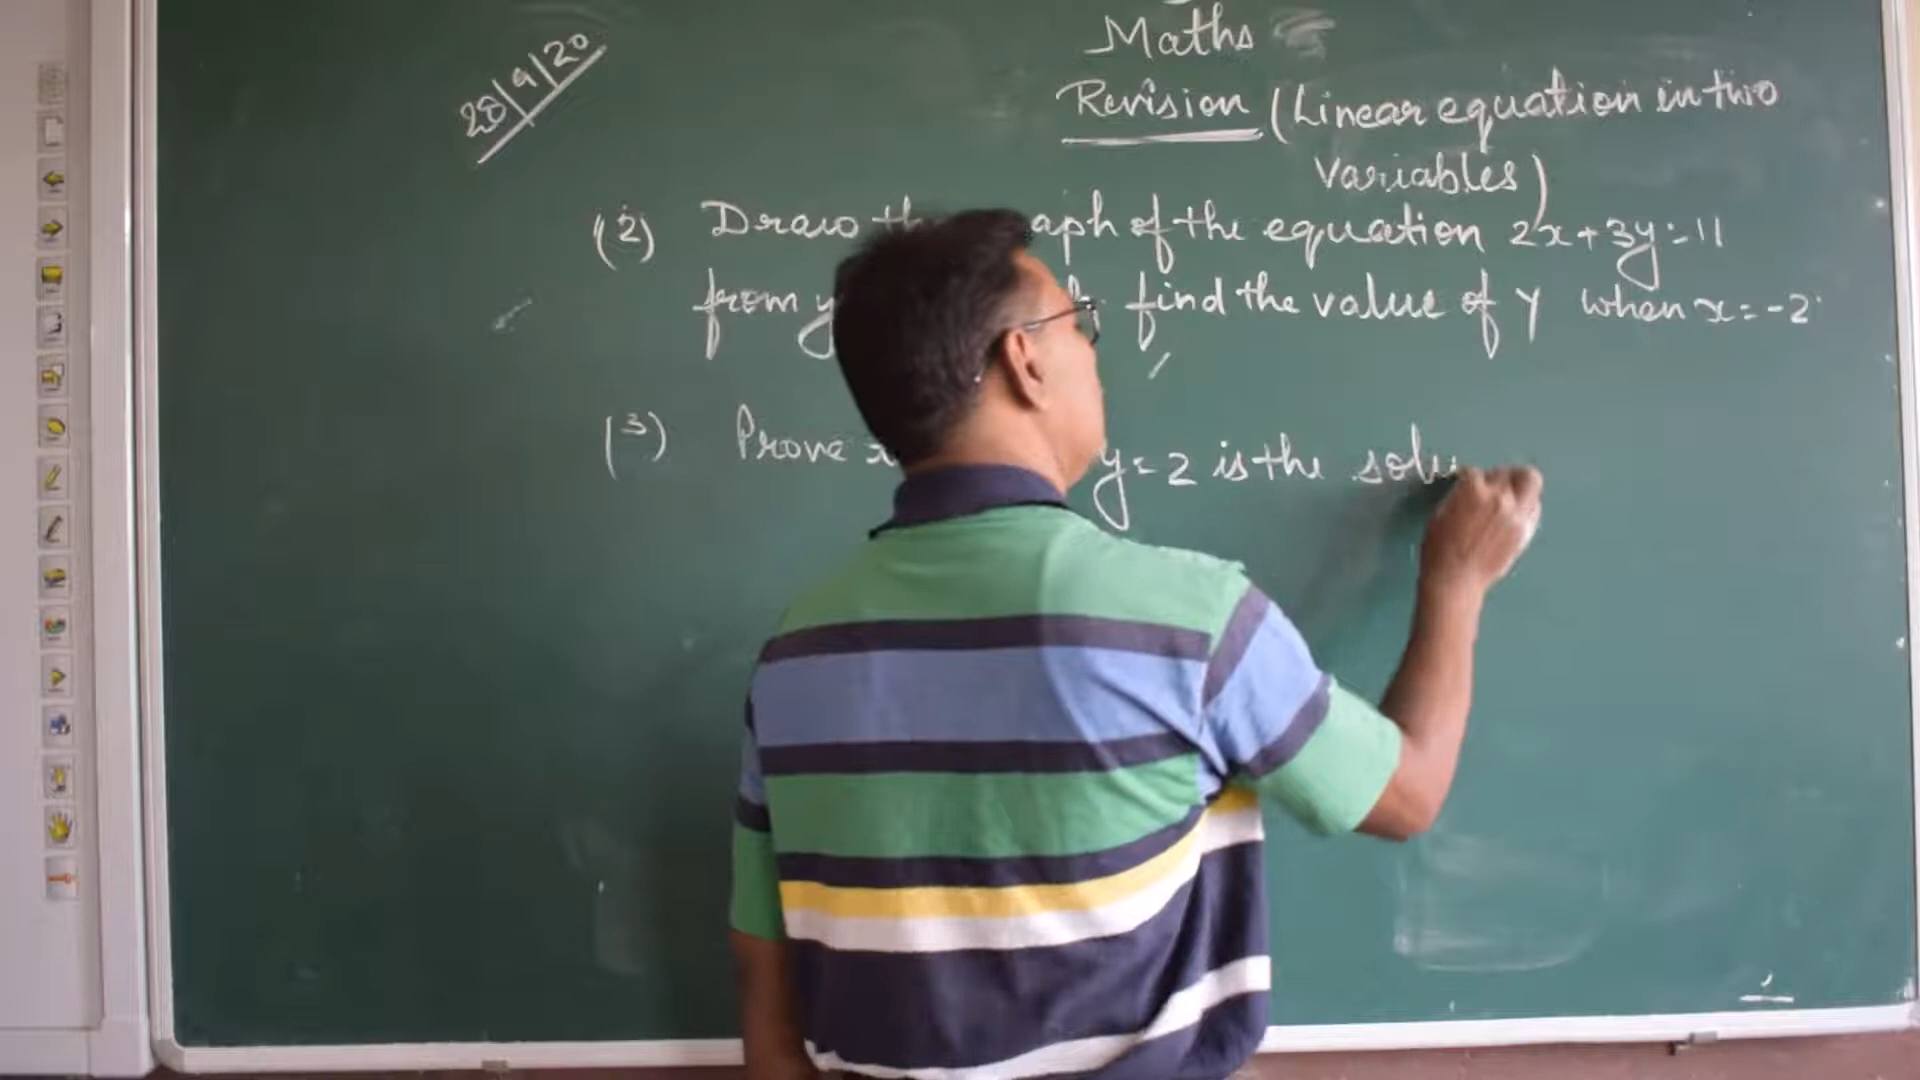 28/9/20
Maths
Revision (Linear equation in two
variables)
(2) Draw the graph of the equation 2x+3y=11
from find the value of y when x=-2
(3) Prove x y=2 is the solu